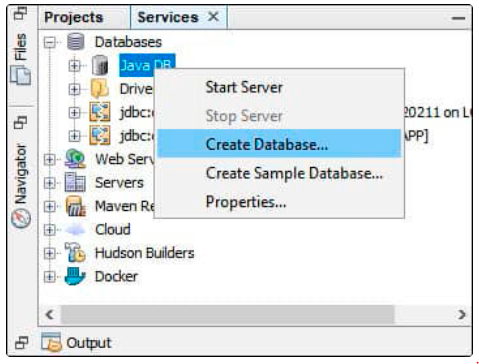 Projects
Services
Files
Navigator
Databases
Java DB
Drive
jdbc: 20211 on L
jdbc: APP]
Web Serv
Servers
Maven Re
Cloud
Hudson Builders
Docker
Start Server
Stop Server
Create Database...
Create Sample Database...
Properties...
Output